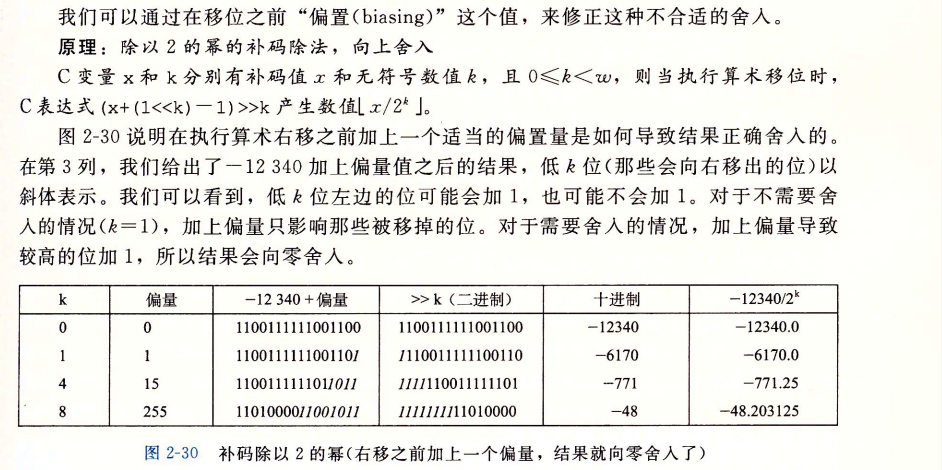 我们可以通过在移位之前“偏置(biasing)”这个值，来修正这种不合适的舍入。
原理：除以 2 的幂的补码除法，向上舍入
C 变量 x 和 k 分别有补码值 x 和无符号数值 k，且 0≤k＜w，则当执行算术移位时，
C 表达式 (x+(1<<k)－1)>>k 产生数值⌊x/2ᵏ⌋。
图 2-30 说明在执行算术右移之前加上一个适当的偏置量是如何导致结果正确舍入的。
在第 3 列，我们给出了－12 340 加上偏量值之后的结果，低 k 位(那些会向右移出的位)以
斜体表示。我们可以看到，低 k 位左边的位可能会加 1，也可能不会加 1。对于不需要舍
入的情况(k＝1)，加上偏量只影响那些被移掉的位。对于需要舍入的情况，加上偏量导致
较高的位加 1，所以结果会向零舍入。
k 偏量 －12 340＋偏量 >> k（二进制） 十进制 －12340/2ᵏ
0 0 1100111111001100 1100111111001100 －12340 －12340.0
1 1 1100111111001101 1110011111100110 －6170 －6170.0
4 15 1100111111011011 1111110011111101 －771 －771.25
8 255 1101000011001011 1111111111010000 －48 －48.203125
图 2-30 补码除以 2 的幂(右移之前加上一个偏量，结果就向零舍入了)